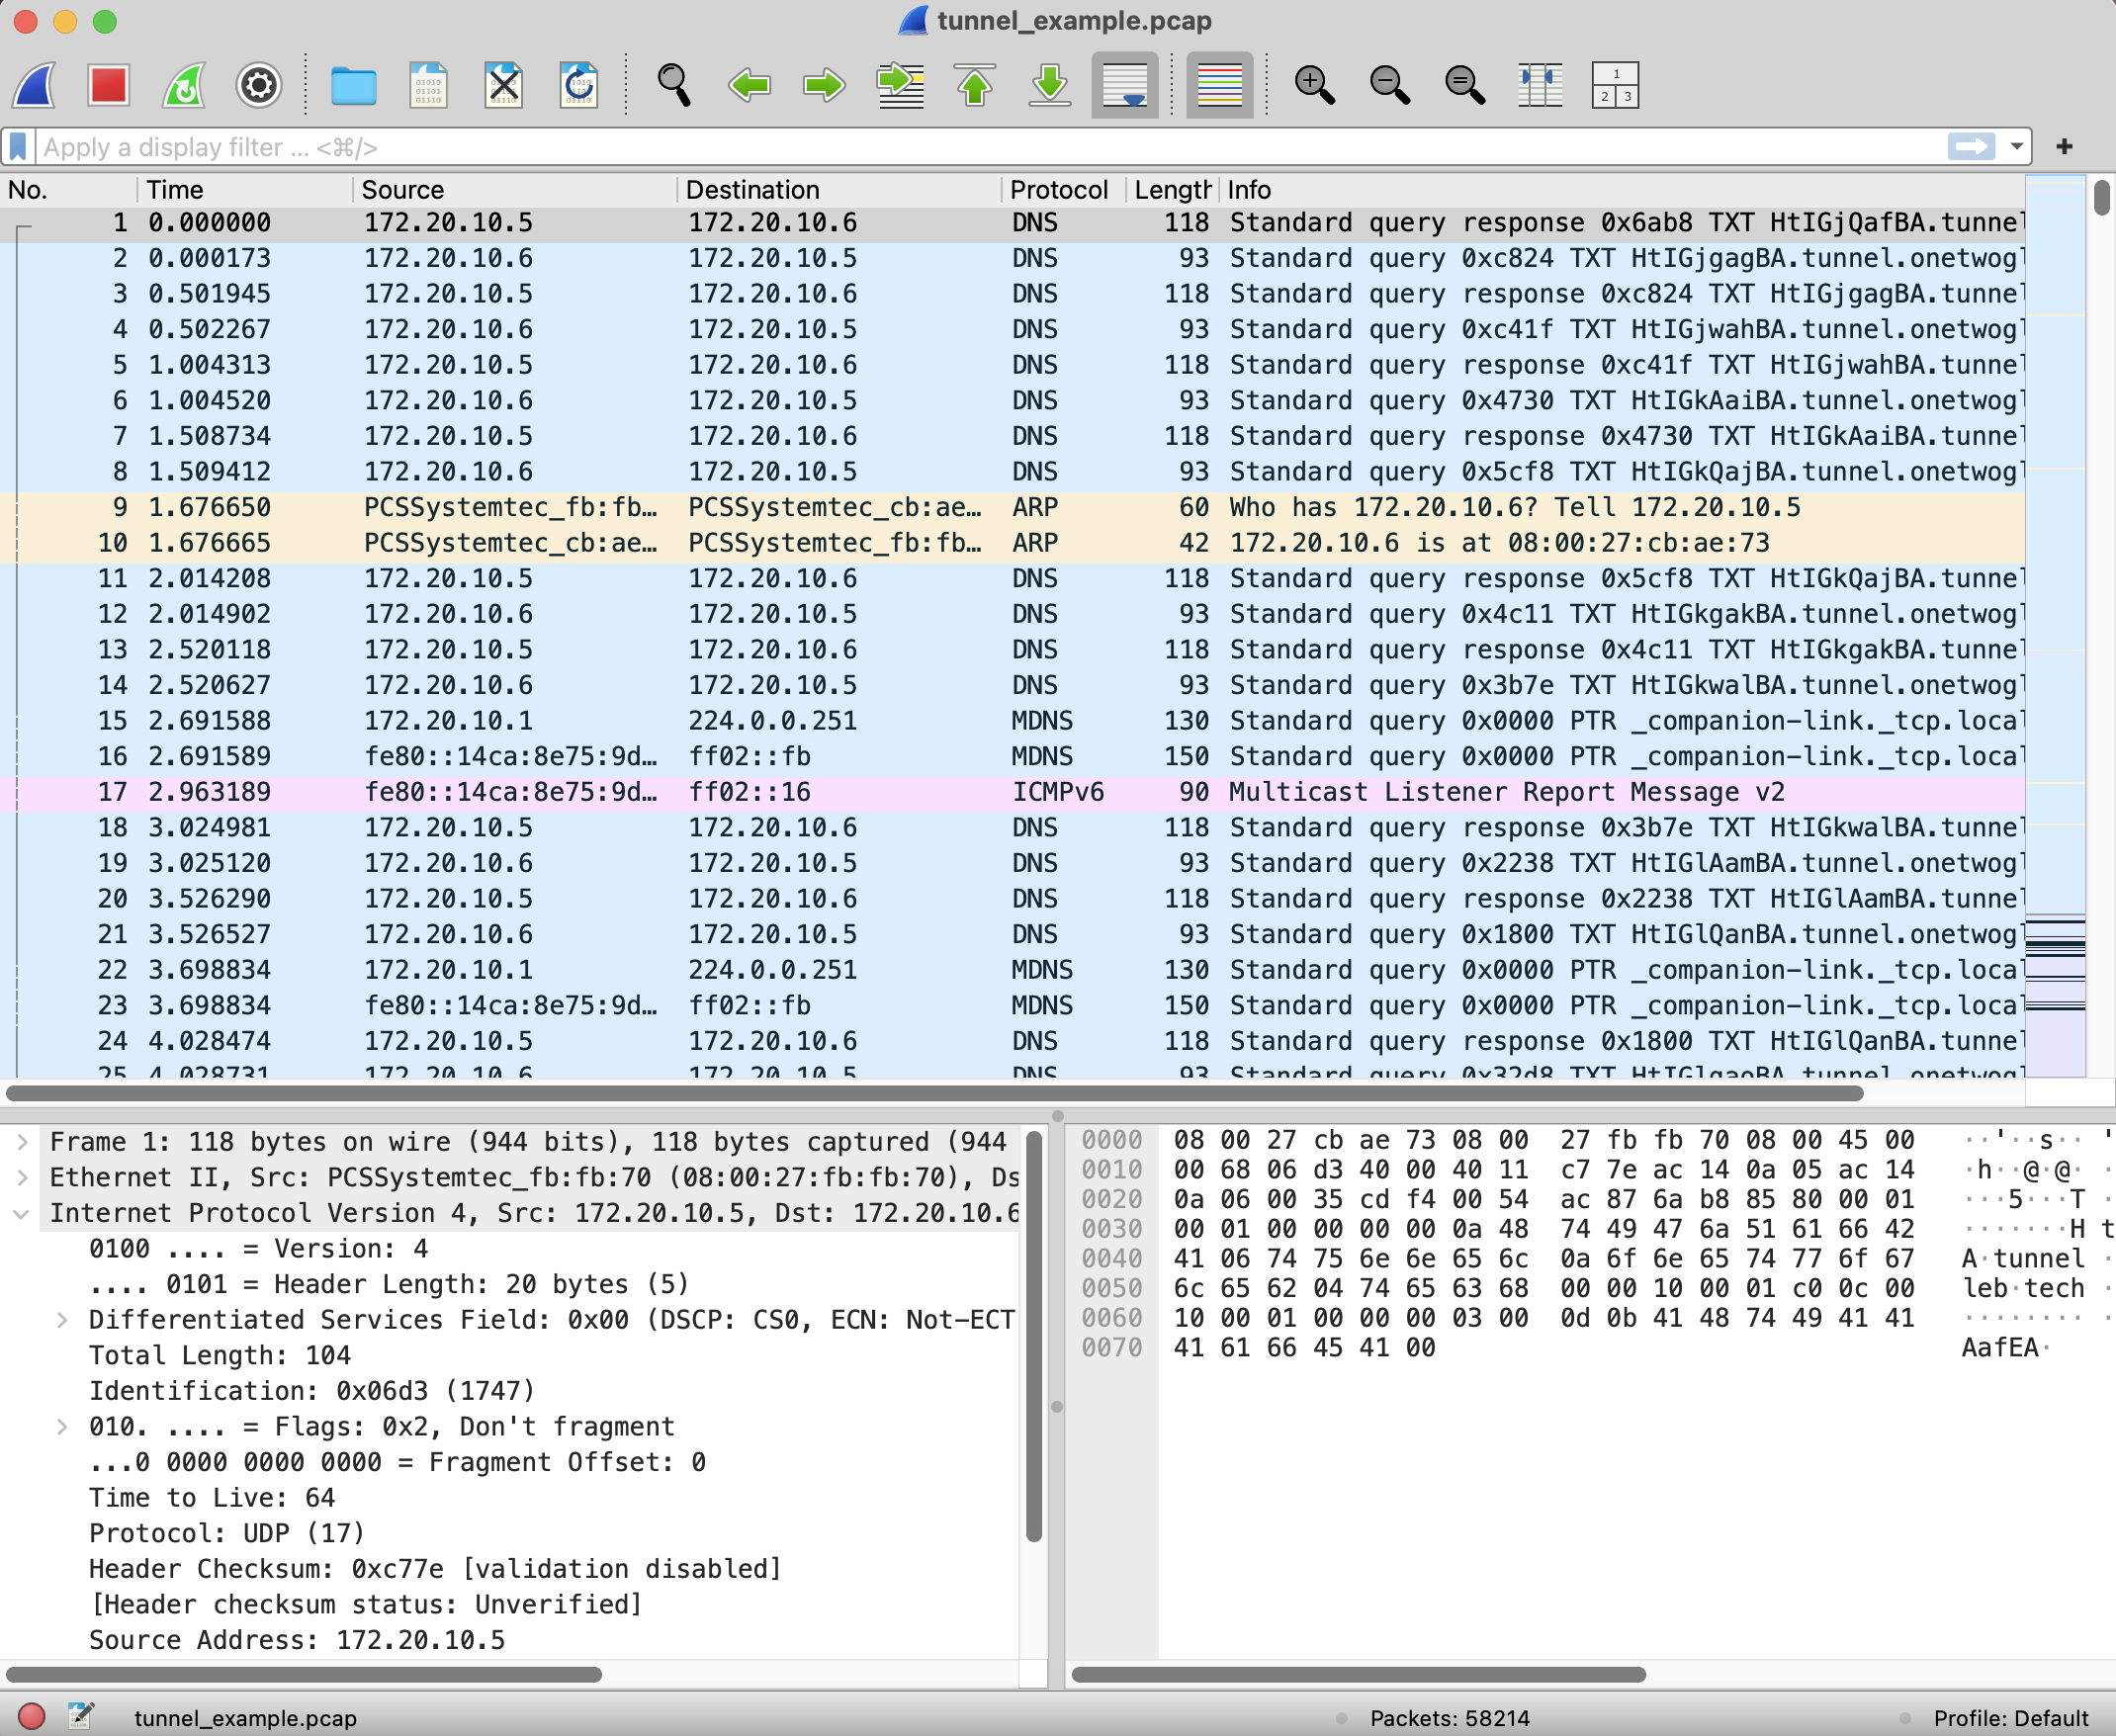 tunnel_example.pcap
Apply a display filter ... <⌘/>
No. Time Source Destination Protocol Length Info
1 0.000000 172.20.10.5 172.20.10.6 DNS 118 Standard query response 0x6ab8 TXT HtIGjQafBA.tunnel
2 0.000173 172.20.10.6 172.20.10.5 DNS 93 Standard query 0xc824 TXT HtIGjgagBA.tunnel.onetwogl
3 0.501945 172.20.10.5 172.20.10.6 DNS 118 Standard query response 0xc824 TXT HtIGjgagBA.tunnel
4 0.502267 172.20.10.6 172.20.10.5 DNS 93 Standard query 0xc41f TXT HtIGjwahBA.tunnel.onetwogl
5 1.004313 172.20.10.5 172.20.10.6 DNS 118 Standard query response 0xc41f TXT HtIGjwahBA.tunnel
6 1.004520 172.20.10.6 172.20.10.5 DNS 93 Standard query 0x4730 TXT HtIGkAaiBA.tunnel.onetwogl
7 1.508734 172.20.10.5 172.20.10.6 DNS 118 Standard query response 0x4730 TXT HtIGkAaiBA.tunnel
8 1.509412 172.20.10.6 172.20.10.5 DNS 93 Standard query 0x5cf8 TXT HtIGkQajBA.tunnel.onetwogl
9 1.676650 PCSSystemtec_fb:fb… PCSSystemtec_cb:ae… ARP 60 Who has 172.20.10.6? Tell 172.20.10.5
10 1.676665 PCSSystemtec_cb:ae… PCSSystemtec_fb:fb… ARP 42 172.20.10.6 is at 08:00:27:cb:ae:73
11 2.014208 172.20.10.5 172.20.10.6 DNS 118 Standard query response 0x5cf8 TXT HtIGkQajBA.tunnel
12 2.014902 172.20.10.6 172.20.10.5 DNS 93 Standard query 0x4c11 TXT HtIGkgakBA.tunnel.onetwogl
13 2.520118 172.20.10.5 172.20.10.6 DNS 118 Standard query response 0x4c11 TXT HtIGkgakBA.tunnel
14 2.520627 172.20.10.6 172.20.10.5 DNS 93 Standard query 0x3b7e TXT HtIGkwalBA.tunnel.onetwogl
15 2.691588 172.20.10.1 224.0.0.251 MDNS 130 Standard query 0x0000 PTR _companion-link._tcp.local
16 2.691589 fe80::14ca:8e75:9d… ff02::fb MDNS 150 Standard query 0x0000 PTR _companion-link._tcp.local
17 2.963189 fe80::14ca:8e75:9d… ff02::16 ICMPv6 90 Multicast Listener Report Message v2
18 3.024981 172.20.10.5 172.20.10.6 DNS 118 Standard query response 0x3b7e TXT HtIGkwalBA.tunnel
19 3.025120 172.20.10.6 172.20.10.5 DNS 93 Standard query 0x2238 TXT HtIGlAamBA.tunnel.onetwogl
20 3.526290 172.20.10.5 172.20.10.6 DNS 118 Standard query response 0x2238 TXT HtIGlAamBA.tunnel
21 3.526527 172.20.10.6 172.20.10.5 DNS 93 Standard query 0x1800 TXT HtIGlQanBA.tunnel.onetwogl
22 3.698834 172.20.10.1 224.0.0.251 MDNS 130 Standard query 0x0000 PTR _companion-link._tcp.local
23 3.698834 fe80::14ca:8e75:9d… ff02::fb MDNS 150 Standard query 0x0000 PTR _companion-link._tcp.local
24 4.028474 172.20.10.5 172.20.10.6 DNS 118 Standard query response 0x1800 TXT HtIGlQanBA.tunnel
25 4.028731 172.20.10.6 172.20.10.5 DNS 93 Standard query 0x32d8 TXT
Frame 1: 118 bytes on wire (944 bits), 118 bytes captured (944
Ethernet II, Src: PCSSystemtec_fb:fb:70 (08:00:27:fb:fb:70), Ds
Internet Protocol Version 4, Src: 172.20.10.5, Dst: 172.20.10.6
0100 .... = Version: 4
.... 0101 = Header Length: 20 bytes (5)
Differentiated Services Field: 0x00 (DSCP: CS0, ECN: Not-ECT
Total Length: 104
Identification: 0x06d3 (1747)
010. .... = Flags: 0x2, Don't fragment
...0 0000 0000 0000 = Fragment Offset: 0
Time to Live: 64
Protocol: UDP (17)
Header Checksum: 0xc77e [validation disabled]
[Header checksum status: Unverified]
Source Address: 172.20.10.5
0000 08 00 27 cb ae 73 08 00 27 fb fb 70 08 00 45 00 ··'··s·· '
0010 00 68 06 d3 40 00 40 11 c7 7e ac 14 0a 05 ac 14 ·h··@·@· ·
0020 0a 06 00 35 cd f4 00 54 ac 87 6a b8 85 80 00 01 ···5···T ·
0030 00 01 00 00 00 00 0a 48 74 49 47 6a 51 61 66 42 ·······H t
0040 41 06 74 75 6e 6e 65 6c 0a 6f 6e 65 74 77 6f 67 A·tunnel ·
0050 6c 65 62 04 74 65 63 68 00 00 10 00 01 c0 0c 00 leb·tech ·
0060 10 00 01 00 00 00 03 00 0d 0b 41 48 74 49 41 41 ········ ·
0070 41 61 66 45 41 00 AafEA·
tunnel_example.pcap Packets: 58214 Profile: Default